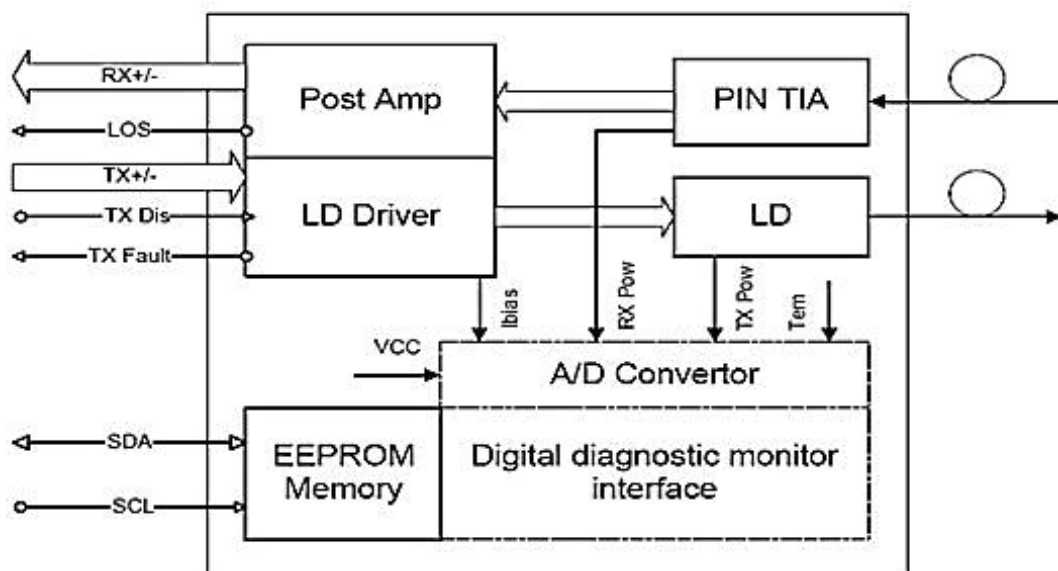 RX+/-
Post Amp
PIN TIA
LOS
TX+/-
TX Dis
LD Driver
LD
TX Fault
Ibias
RX Pow
TX Pow
Tem
VCC
A/D Convertor
SDA
EEPROM
Memory
Digital diagnostic monitor
interface
SCL